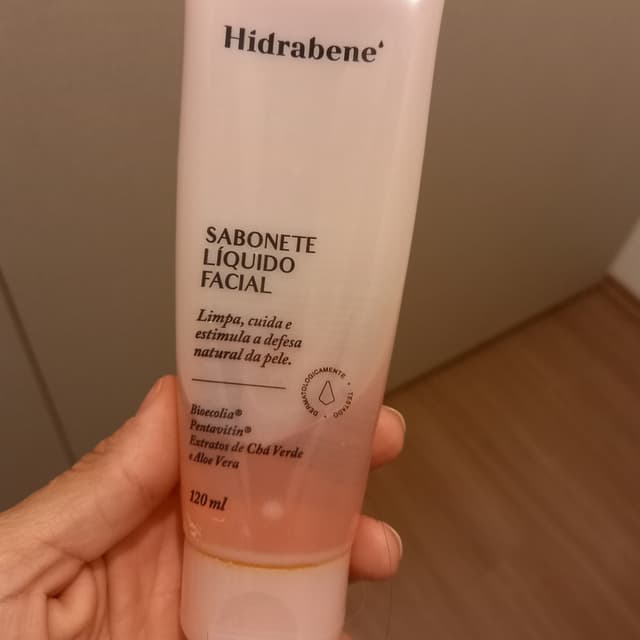 Hidrabene
SABONETE
LÍQUIDO
FACIAL
Limpa, cuida e
estimula a defesa
natural da pele.
DERMATOLOGICAMENTE • TESTADO •
Bioecolia®
Pentavitin®
Extratos de Chá Verde
e Aloe Vera
120 ml